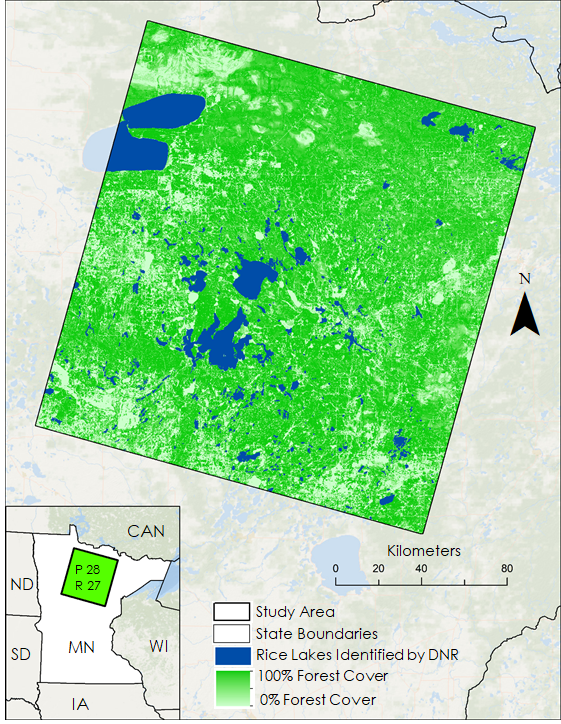 N
Kilometers
0 20 40 80
Study Area
State Boundaries
Rice Lakes Identified by DNR
100% Forest Cover
0% Forest Cover
CAN
P 28
R 27
ND
SD
MN
WI
IA